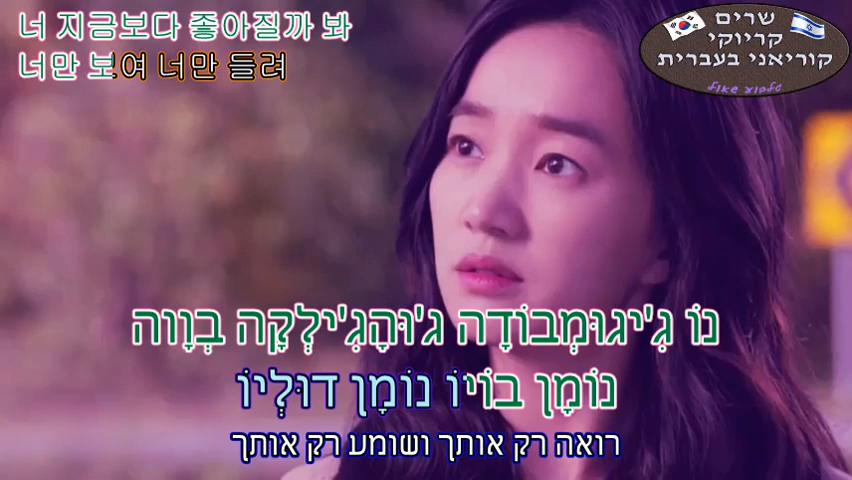 너 지금보다 좋아질까 봐
너만 보여 너만 들려
שרים
קריוקי
קוריאני בעברית
נוֹ גִ'יגוּמְבוֹדָה ג'וּהָגִ'ילְקָה בְּוָוה
נוֹמָן בוֹיוֹ נוֹמָן דוּלְיוֹ
רואה רק אותך ושומע רק אותך